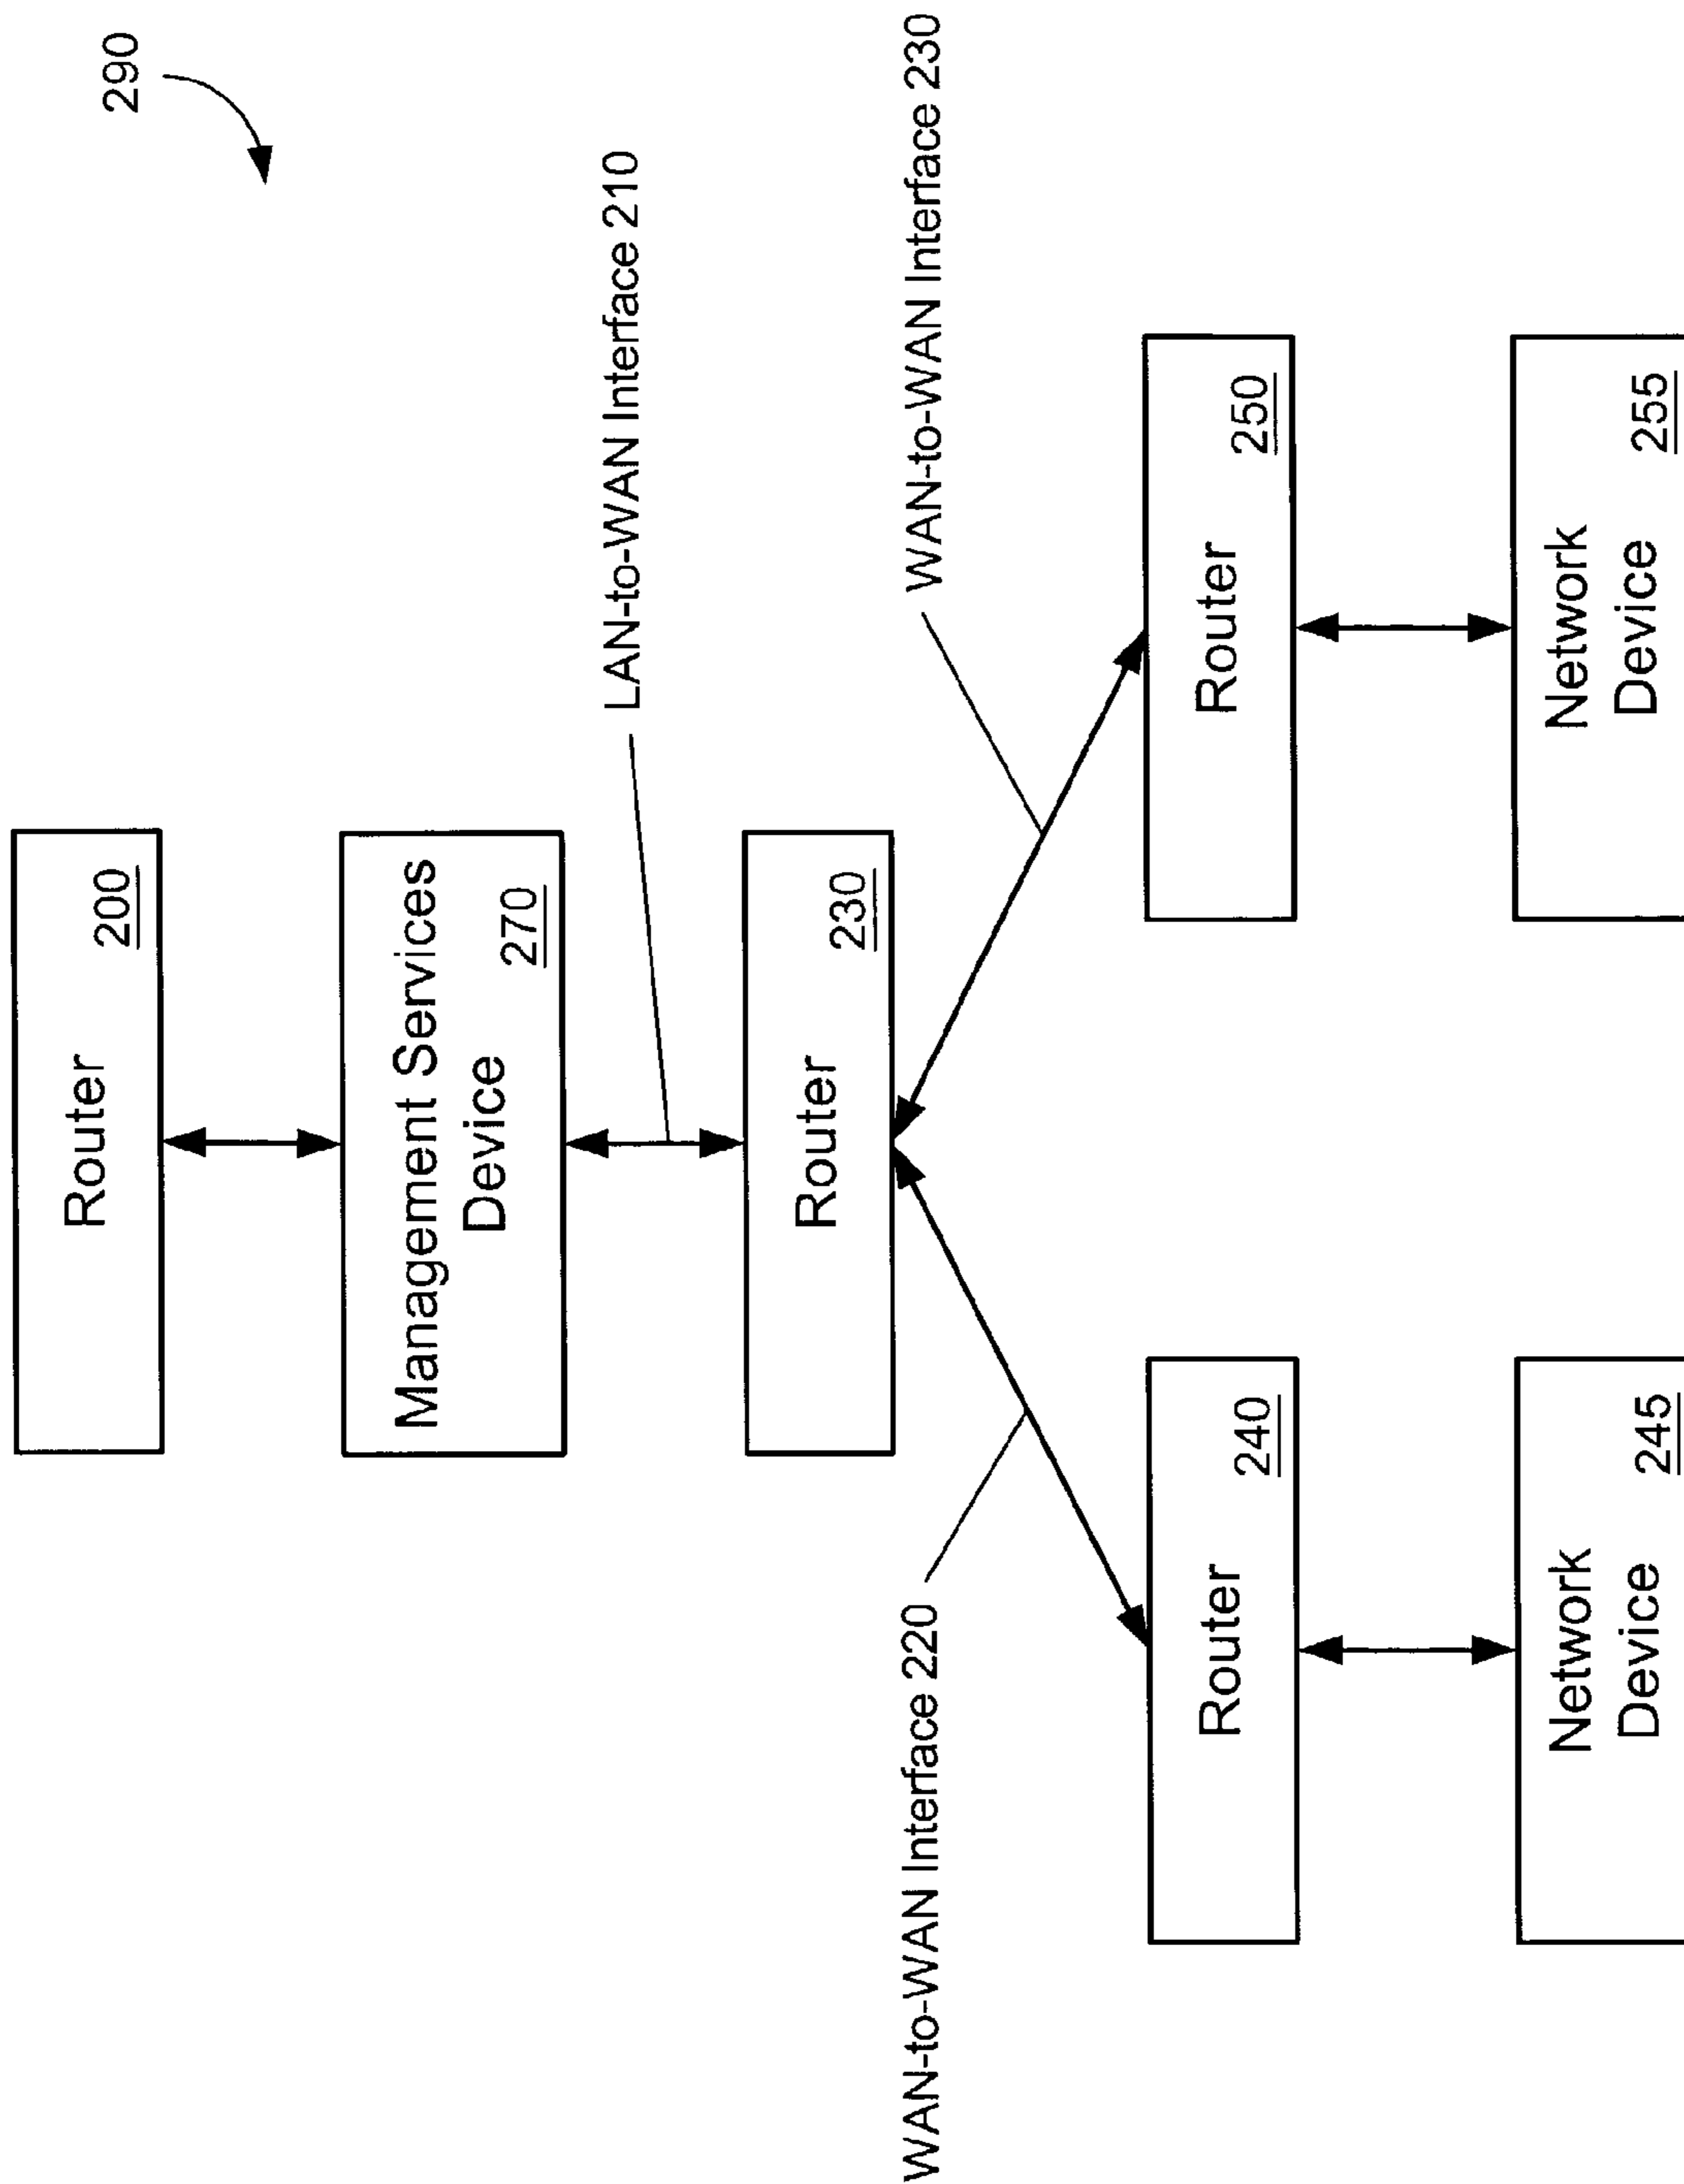 290
Router
200
Management Services
Device
270
LAN-to-WAN Interface 210
Router
230
WAN-to-WAN Interface 220
WAN-to-WAN Interface 230
Router
240
Router
250
Network
Device
245
Network
Device
255